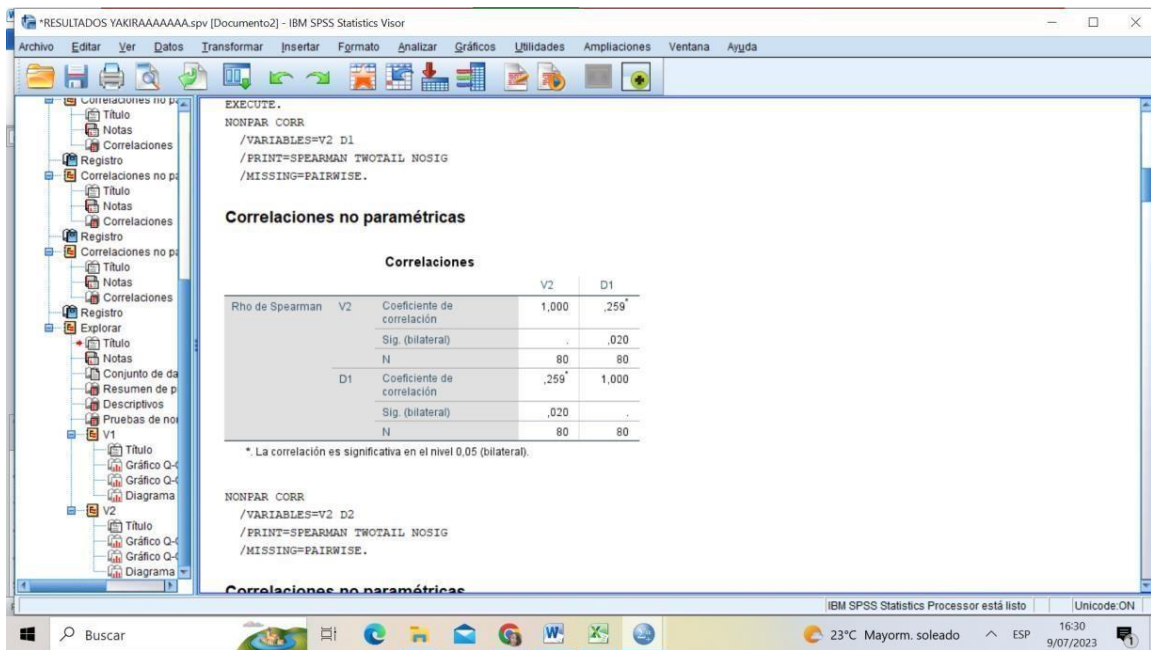 *RESULTADOS YAKIRAAAAAAA.spv [Documento2] - IBM SPSS Statistics Visor
Archivo Editar Ver Datos Transformar Insertar Formato Analizar Gráficos Utilidades Ampliaciones Ventana Ayuda
Correlaciones no pa
Título
Notas
Correlaciones
Registro
Correlaciones no pa
Título
Notas
Correlaciones
Registro
Correlaciones no pa
Título
Notas
Correlaciones
Registro
Explorar
Título
Notas
Conjunto de da
Resumen de p
Descriptivos
Pruebas de nor
V1
Título
Gráfico Q-Q
Gráfico Q-Q
Diagrama
V2
Título
Gráfico Q-Q
Gráfico Q-Q
Diagrama
EXECUTE.
NONPAR CORR
/VARIABLES=V2 D1
/PRINT=SPEARMAN TWOTAIL NOSIG
/MISSING=PAIRWISE.
Correlaciones no paramétricas
Correlaciones
V2 D1
Rho de Spearman V2 Coeficiente de correlación 1,000 ,259*
Sig. (bilateral) . ,020
N 80 80
D1 Coeficiente de correlación ,259* 1,000
Sig. (bilateral) ,020 .
N 80 80
*. La correlación es significativa en el nivel 0,05 (bilateral).
NONPAR CORR
/VARIABLES=V2 D2
/PRINT=SPEARMAN TWOTAIL NOSIG
/MISSING=PAIRWISE.
Correlaciones no paramétricas
IBM SPSS Statistics Processor está listo Unicode:ON
Buscar 23°C Mayorm. soleado ESP 16:30
9/07/2023